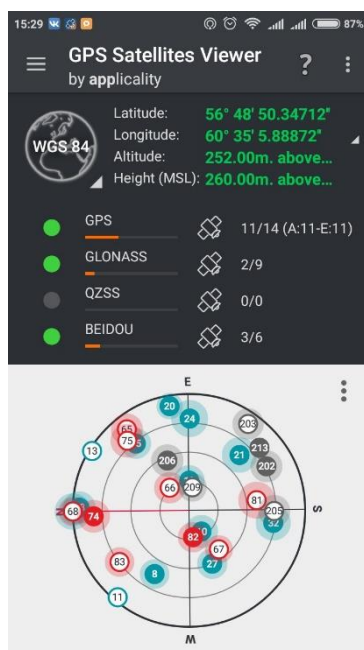 15:29 87%
GPS Satellites Viewer
by applicality
?
WGS 84
Latitude: 56° 48' 50.34712"
Longitude: 60° 35' 5.88872"
Altitude: 252.00m. above...
Height (MSL): 260.00m. above...
GPS 11/14 (A:11-E:11)
GLONASS 2/9
QZSS 0/0
BEIDOU 3/6
E
20
24
203
65
75
13
213
21
202
206
66
209
81
68
74
205
S
32
82
67
83
27
8
11
W